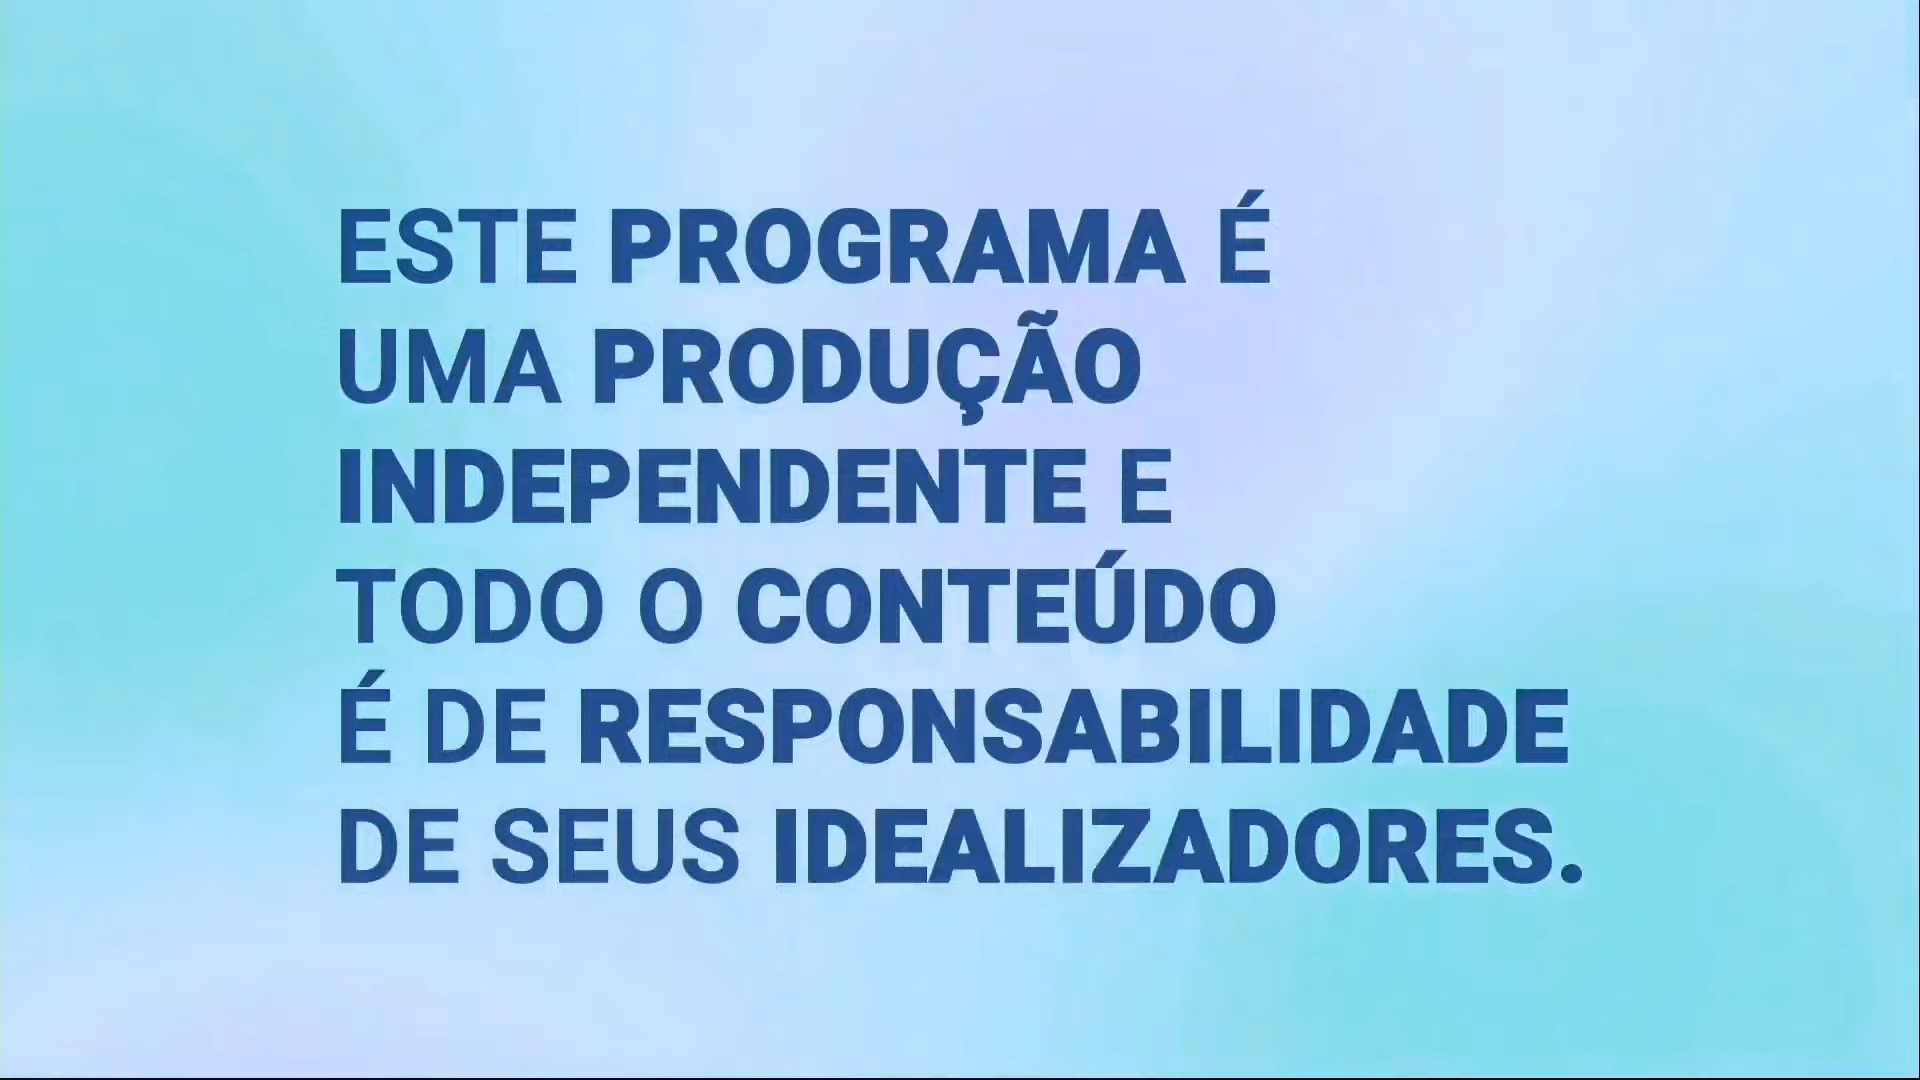 ESTE PROGRAMA É
UMA PRODUÇÃO
INDEPENDENTE E
TODO O CONTEÚDO
É DE RESPONSABILIDADE
DE SEUS IDEALIZADORES.